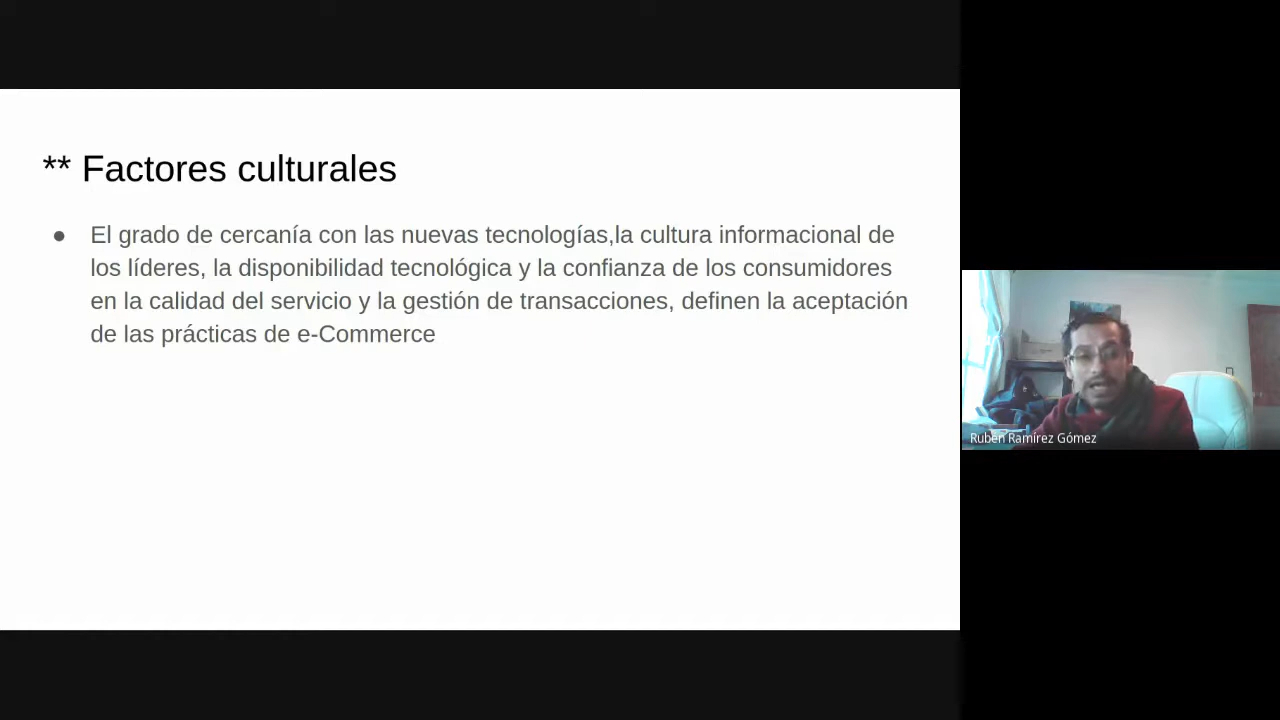 ** Factores culturales
● El grado de cercanía con las nuevas tecnologías,la cultura informacional de
los líderes, la disponibilidad tecnológica y la confianza de los consumidores
en la calidad del servicio y la gestión de transacciones, definen la aceptación
de las prácticas de e-Commerce
Rubén Ramírez Gómez